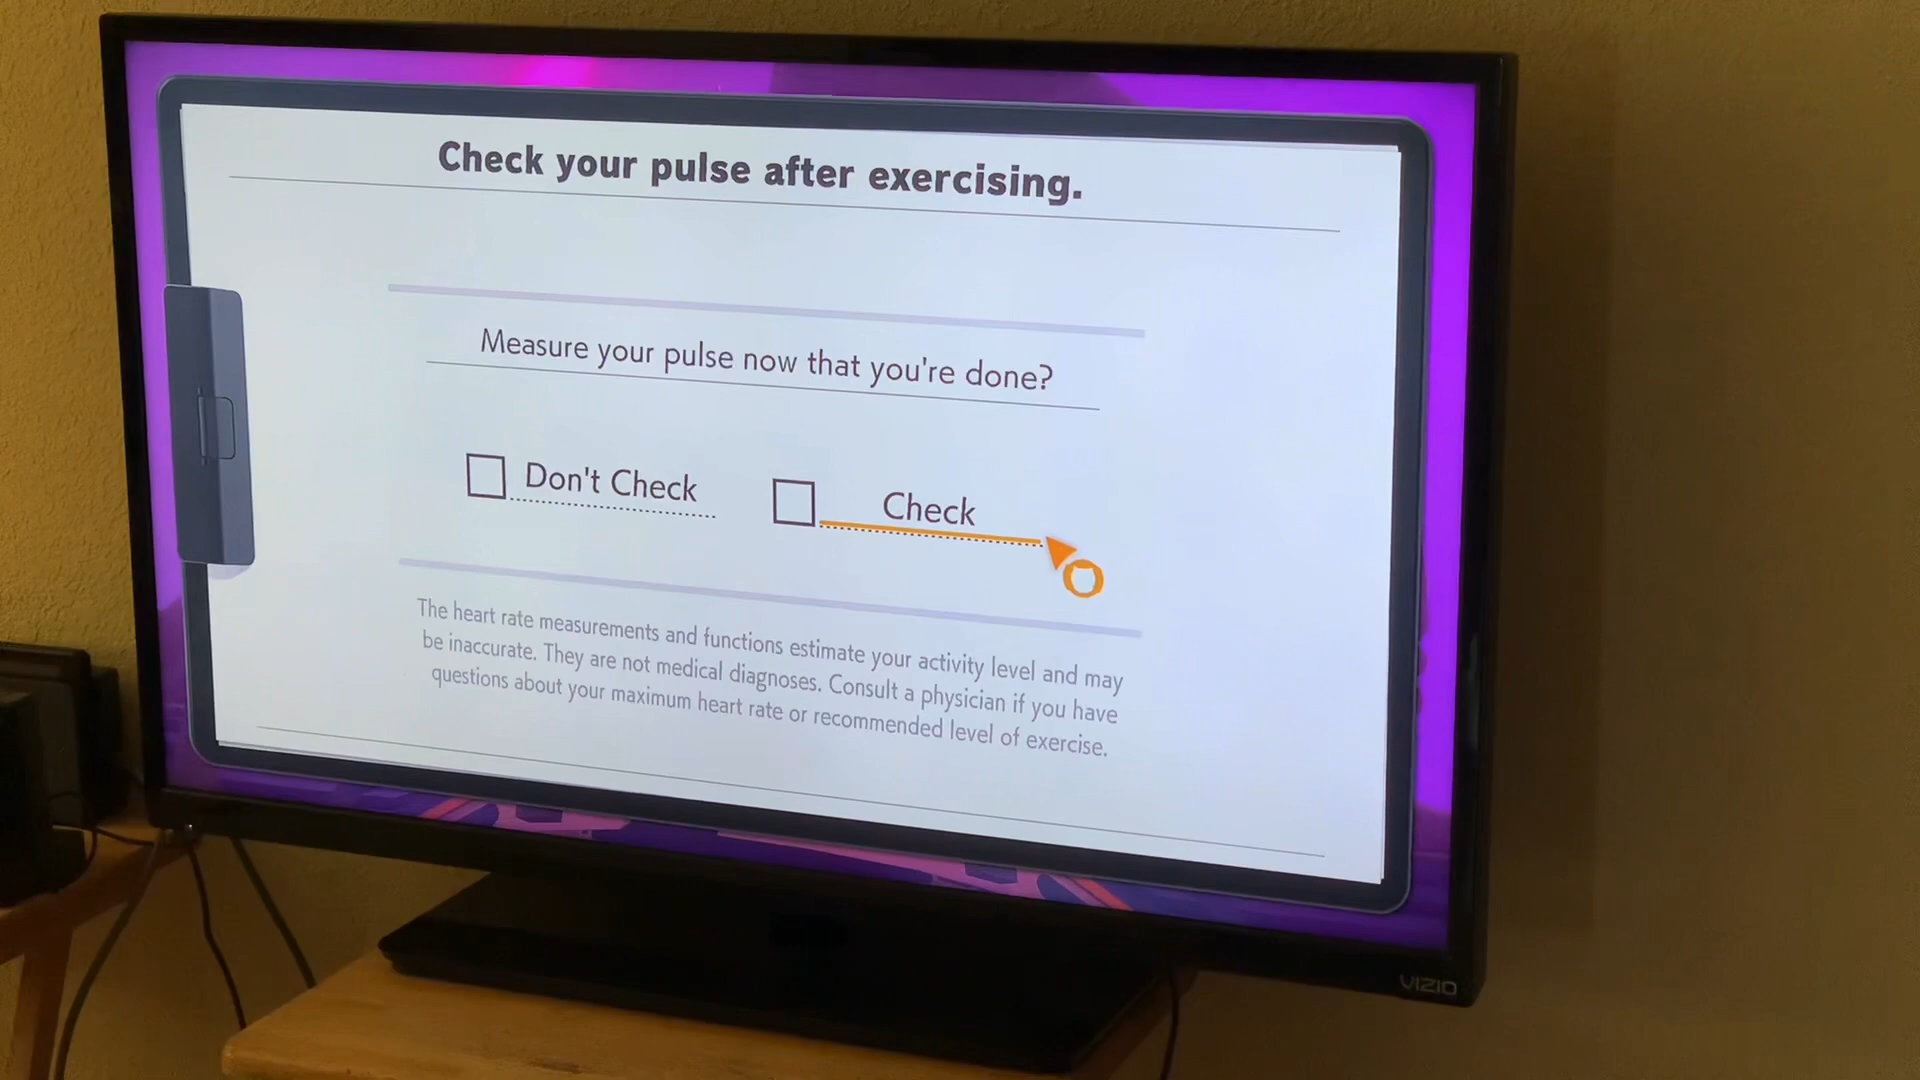 Check your pulse after exercising.
Measure your pulse now that you're done?
Don't Check
Check
The heart rate measurements and functions estimate your activity level and may
be inaccurate. They are not medical diagnoses. Consult a physician if you have
questions about your maximum heart rate or recommended level of exercise.
VIZIO